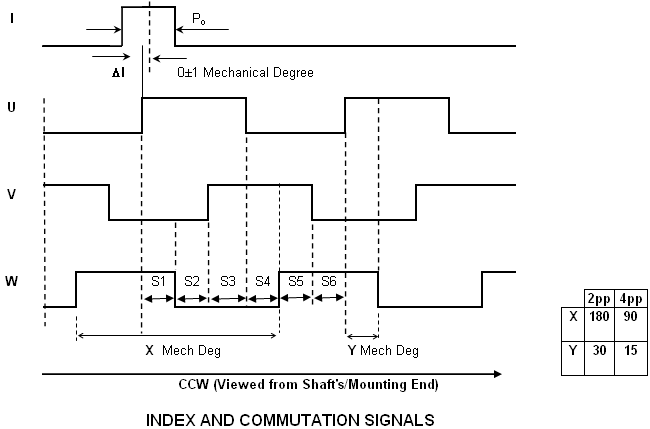 I
Po
ΔI
0±1 Mechanical Degree
U
V
W
S1 S2 S3 S4 S5 S6
X Mech Deg
Y Mech Deg
2pp 4pp
X 180 90
Y 30 15
CCW (Viewed from Shaft's/Mounting End)
INDEX AND COMMUTATION SIGNALS